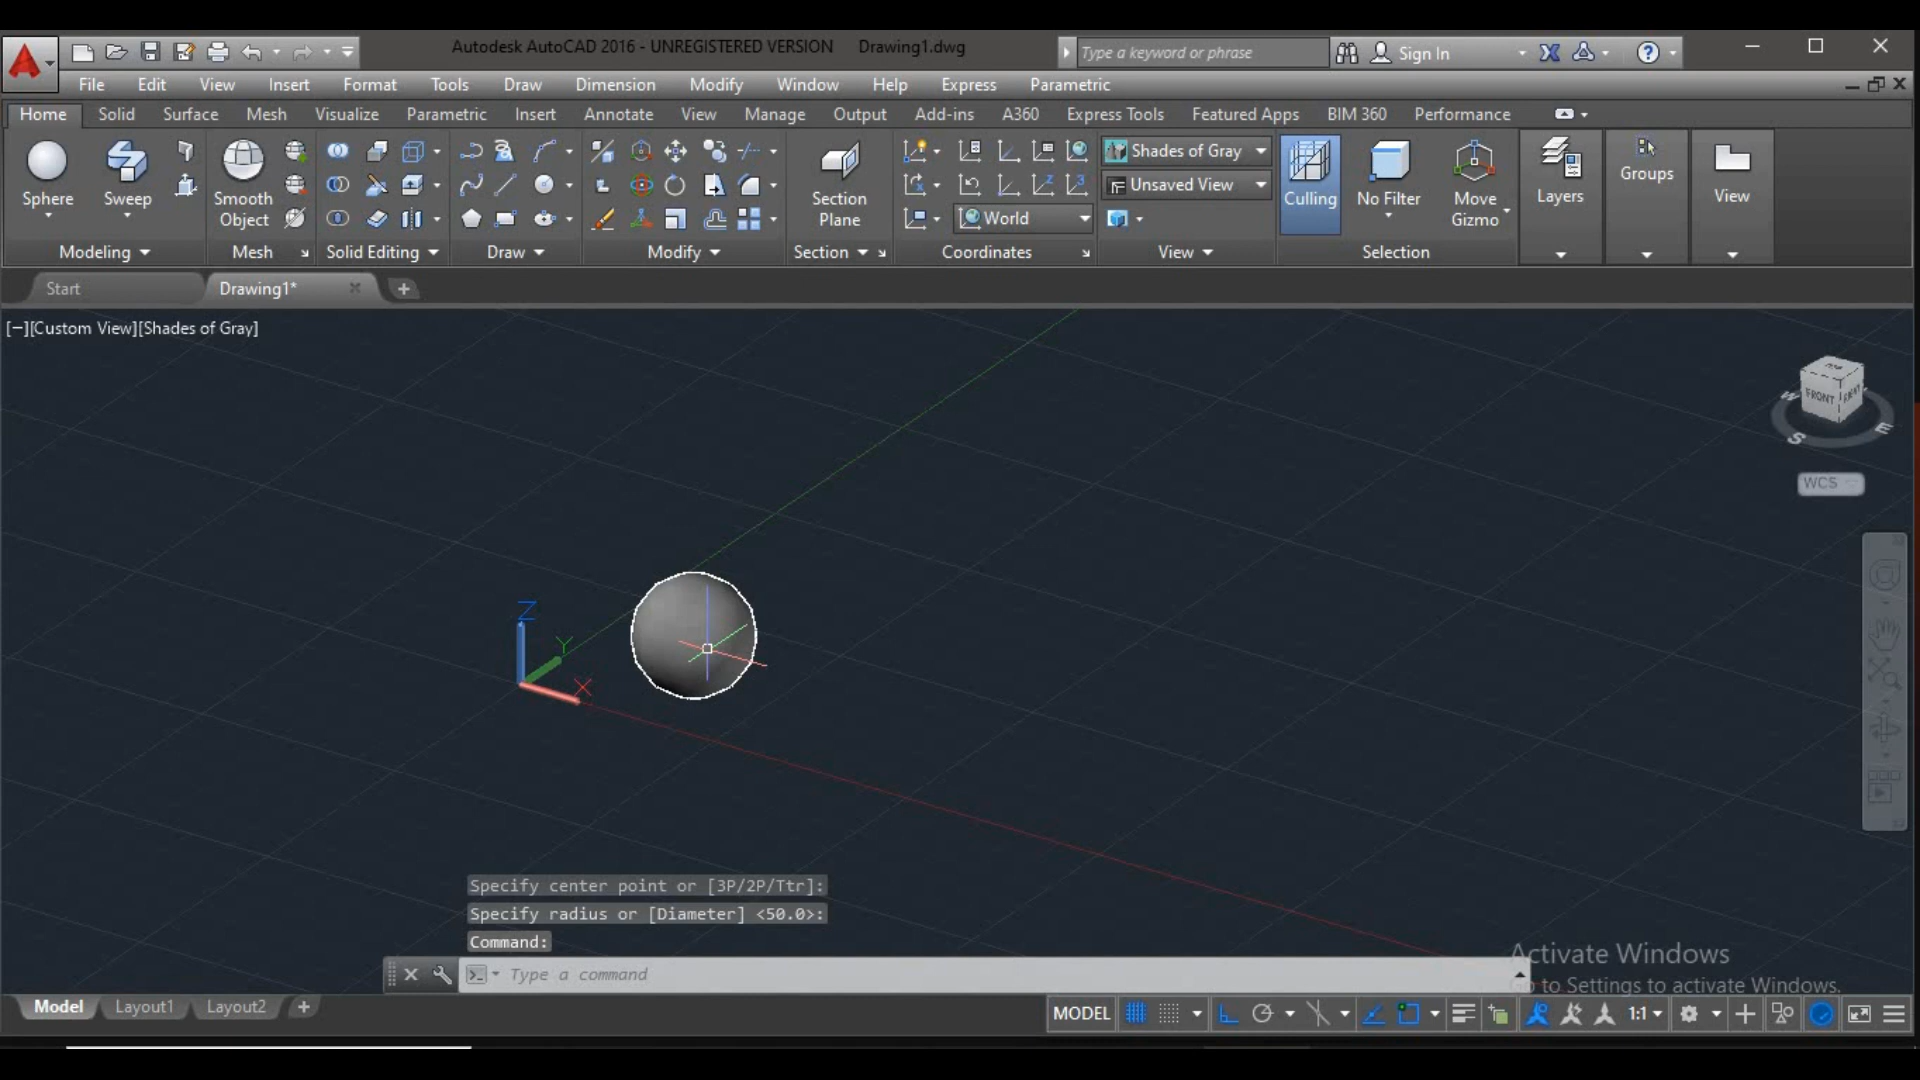 Autodesk AutoCAD 2016 - UNREGISTERED VERSION Drawing1.dwg
Type a keyword or phrase
Sign In
File Edit View Insert Format Tools Draw Dimension Modify Window Help Express Parametric
Home Solid Surface Mesh Visualize Parametric Insert Annotate View Manage Output Add-ins A360 Express Tools Featured Apps BIM 360 Performance
Sphere
Sweep
Smooth
Object
Section
Plane
World
Shades of Gray
Unsaved View
Culling
No Filter
Move
Gizmo
Layers
Groups
View
Modeling
Mesh
Solid Editing
Draw
Modify
Section
Coordinates
View
Selection
Start
Drawing1*
[−][Custom View][Shades of Gray]
FRONT
W
S
E
WCS
Z
Y
X
Specify center point or [3P/2P/Ttr]:
Specify radius or [Diameter] <50.0>:
Command:
Type a command
Activate Windows
to Settings to activate Windows.
Model Layout1 Layout2
MODEL
1:1